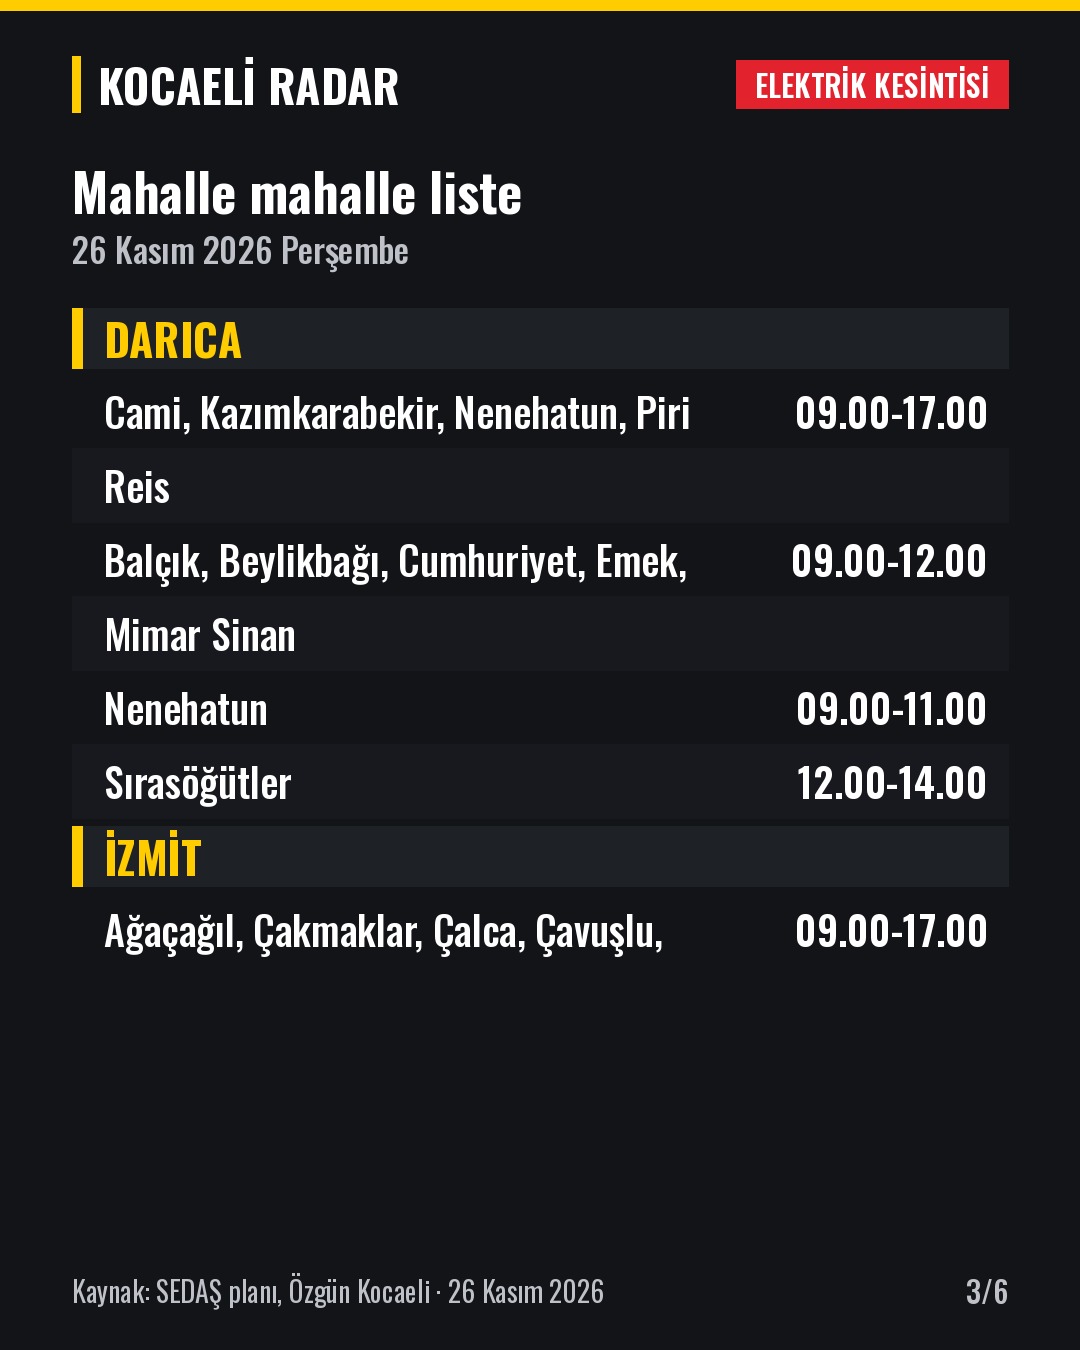 KOCAELİ RADAR
ELEKTRİK KESİNTİSİ
Mahalle mahalle liste
26 Kasım 2026 Perşembe
DARICA
Cami, Kazımkarabekir, Nenehatun, Piri 09.00-17.00
Reis
Balçık, Beylikbağı, Cumhuriyet, Emek, 09.00-12.00
Mimar Sinan
Nenehatun 09.00-11.00
Sırasöğütler 12.00-14.00
İZMİT
Ağaçağıl, Çakmaklar, Çalca, Çavuşlu, 09.00-17.00
Kaynak: SEDAŞ planı, Özgün Kocaeli · 26 Kasım 2026 3/6